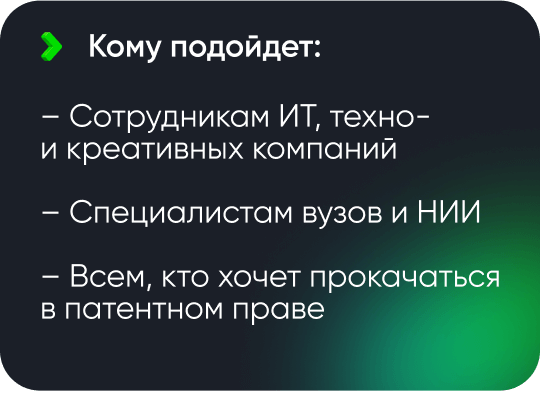 Кому подойдет:
– Сотрудникам ИТ, техно-
и креативных компаний
– Специалистам вузов и НИИ
– Всем, кто хочет прокачаться
в патентном праве